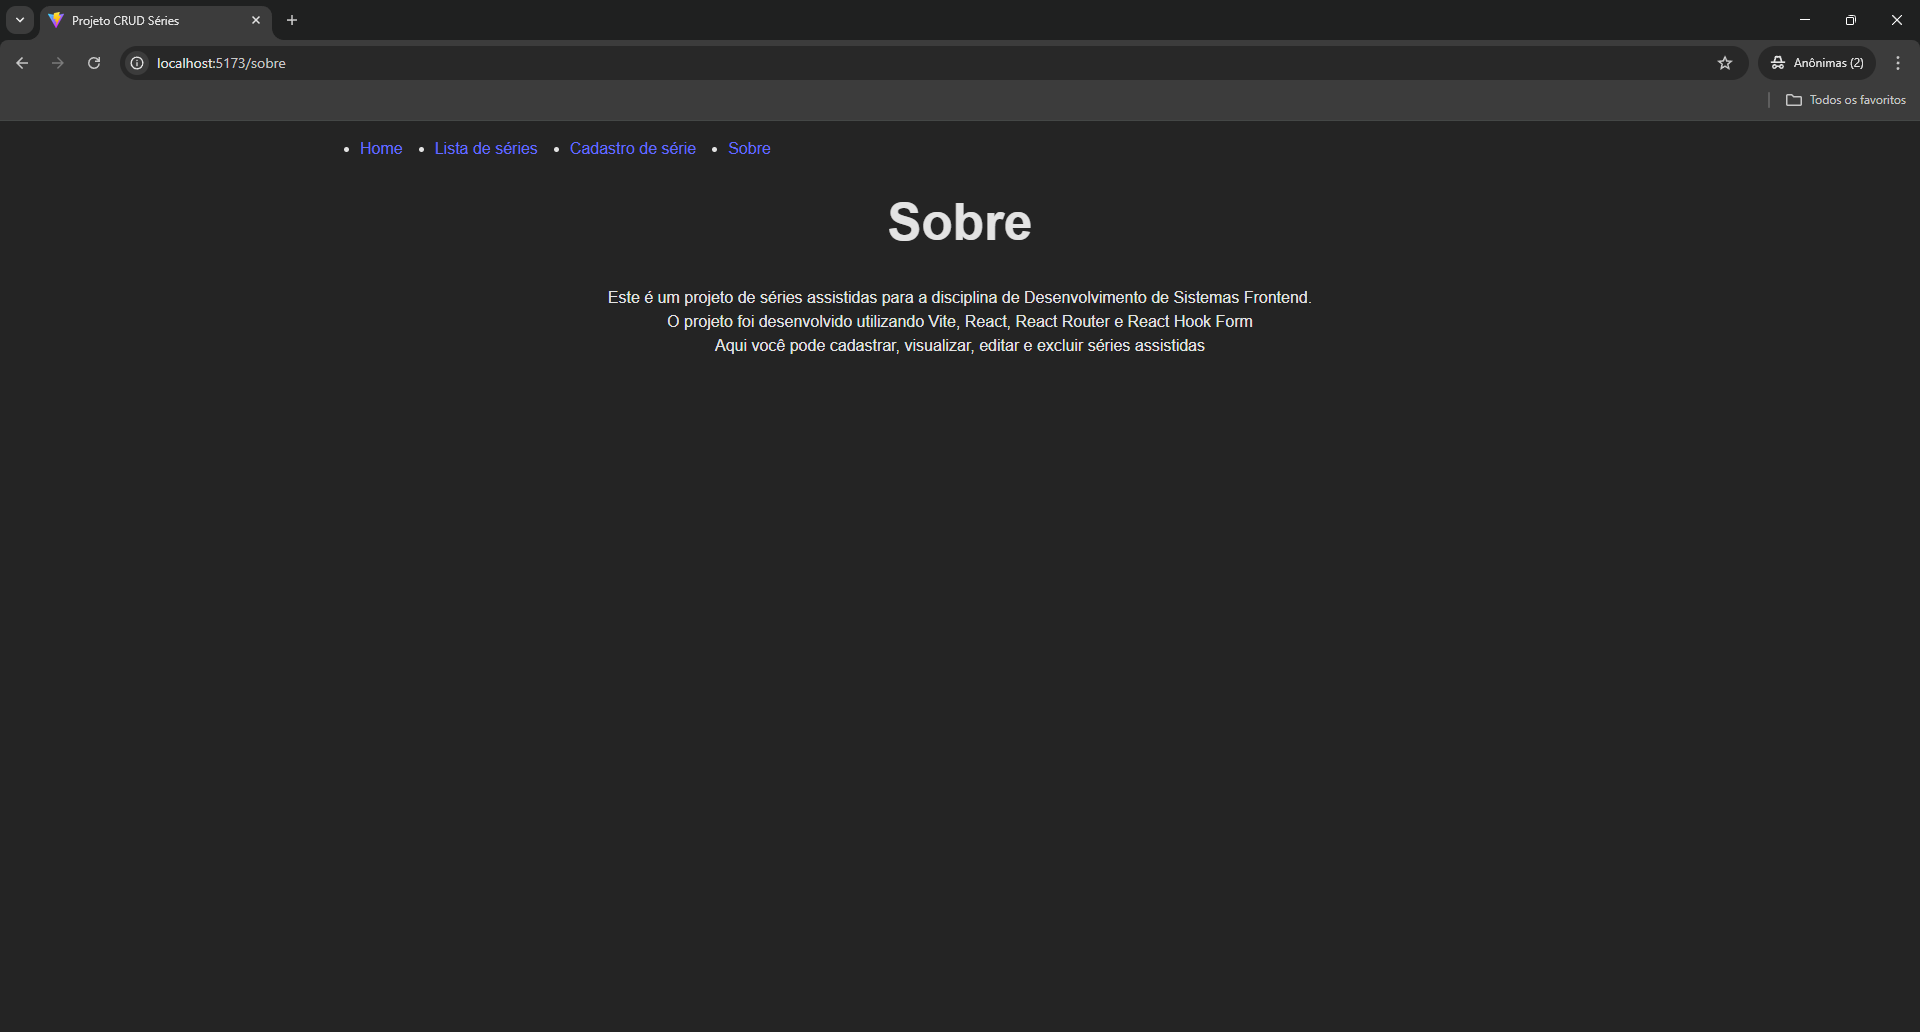 Projeto CRUD Séries
localhost:5173/sobre
Anônimas (2)
Todos os favoritos
Home
Lista de séries
Cadastro de série
Sobre
Sobre
Este é um projeto de séries assistidas para a disciplina de Desenvolvimento de Sistemas Frontend.
O projeto foi desenvolvido utilizando Vite, React, React Router e React Hook Form
Aqui você pode cadastrar, visualizar, editar e excluir séries assistidas